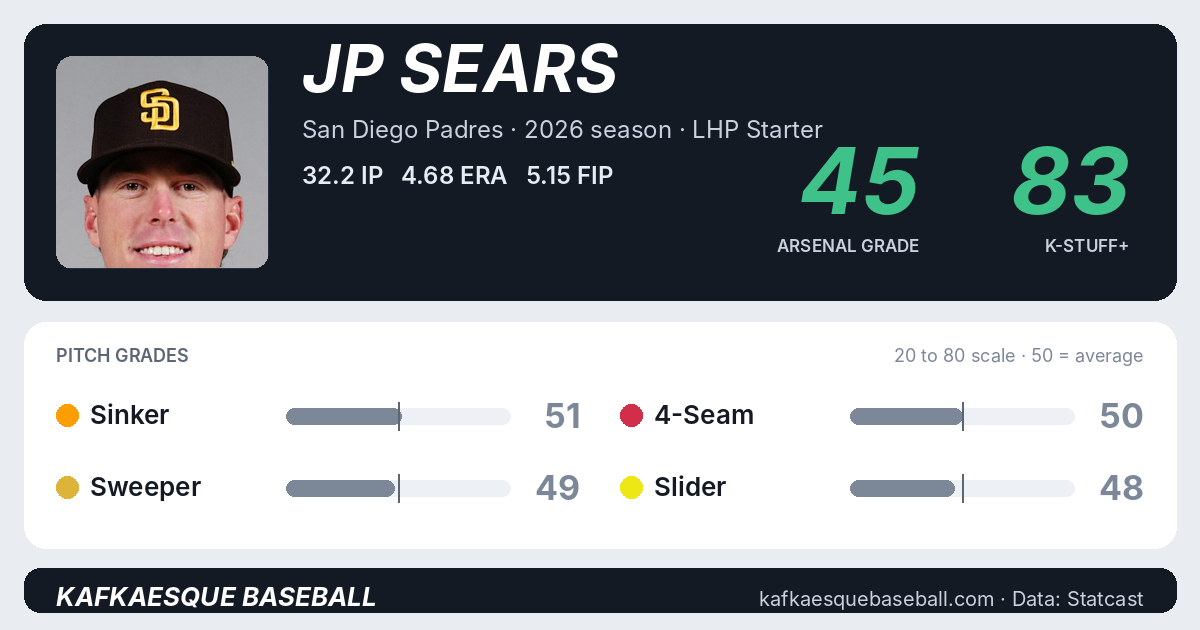 JP SEARS
San Diego Padres · 2026 season · LHP Starter
32.2 IP 4.68 ERA 5.15 FIP
45 83
ARSENAL GRADE K-STUFF+
PITCH GRADES 20 to 80 scale · 50 = average
Sinker 51 4-Seam 50
Sweeper 49 Slider 48
KAFKAESQUE BASEBALL kafkaesquebaseball.com · Data: Statcast
SD